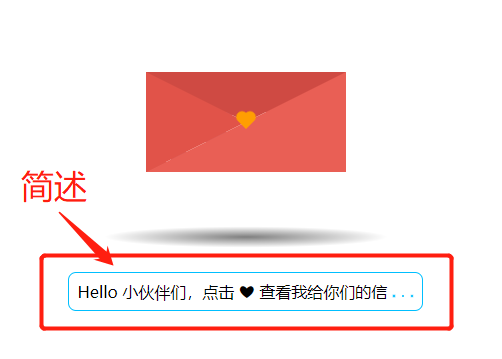 简述
Hello 小伙伴们，点击 ❤ 查看我给你们的信 . . .